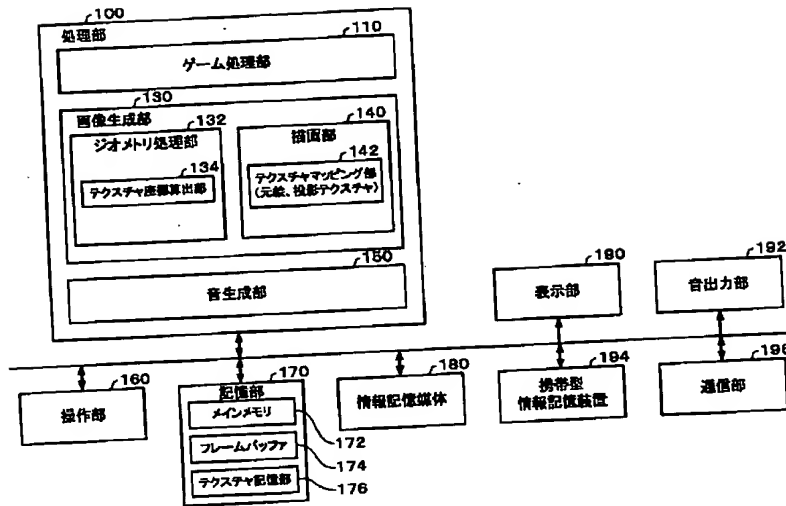 100
処理部
110
ゲーム処理部
130
画像生成部
132
ジオメトリ処理部
134
テクスチャ座標算出部
140
描画部
142
テクスチャマッピング部
(元絵、投影テクスチャ)
150
音生成部
190
表示部
192
音出力部
160
操作部
170
記憶部
メインメモリ
172
フレームバッファ
174
テクスチャ記憶部
176
180
情報記憶媒体
194
携帯型
情報記憶装置
196
通信部